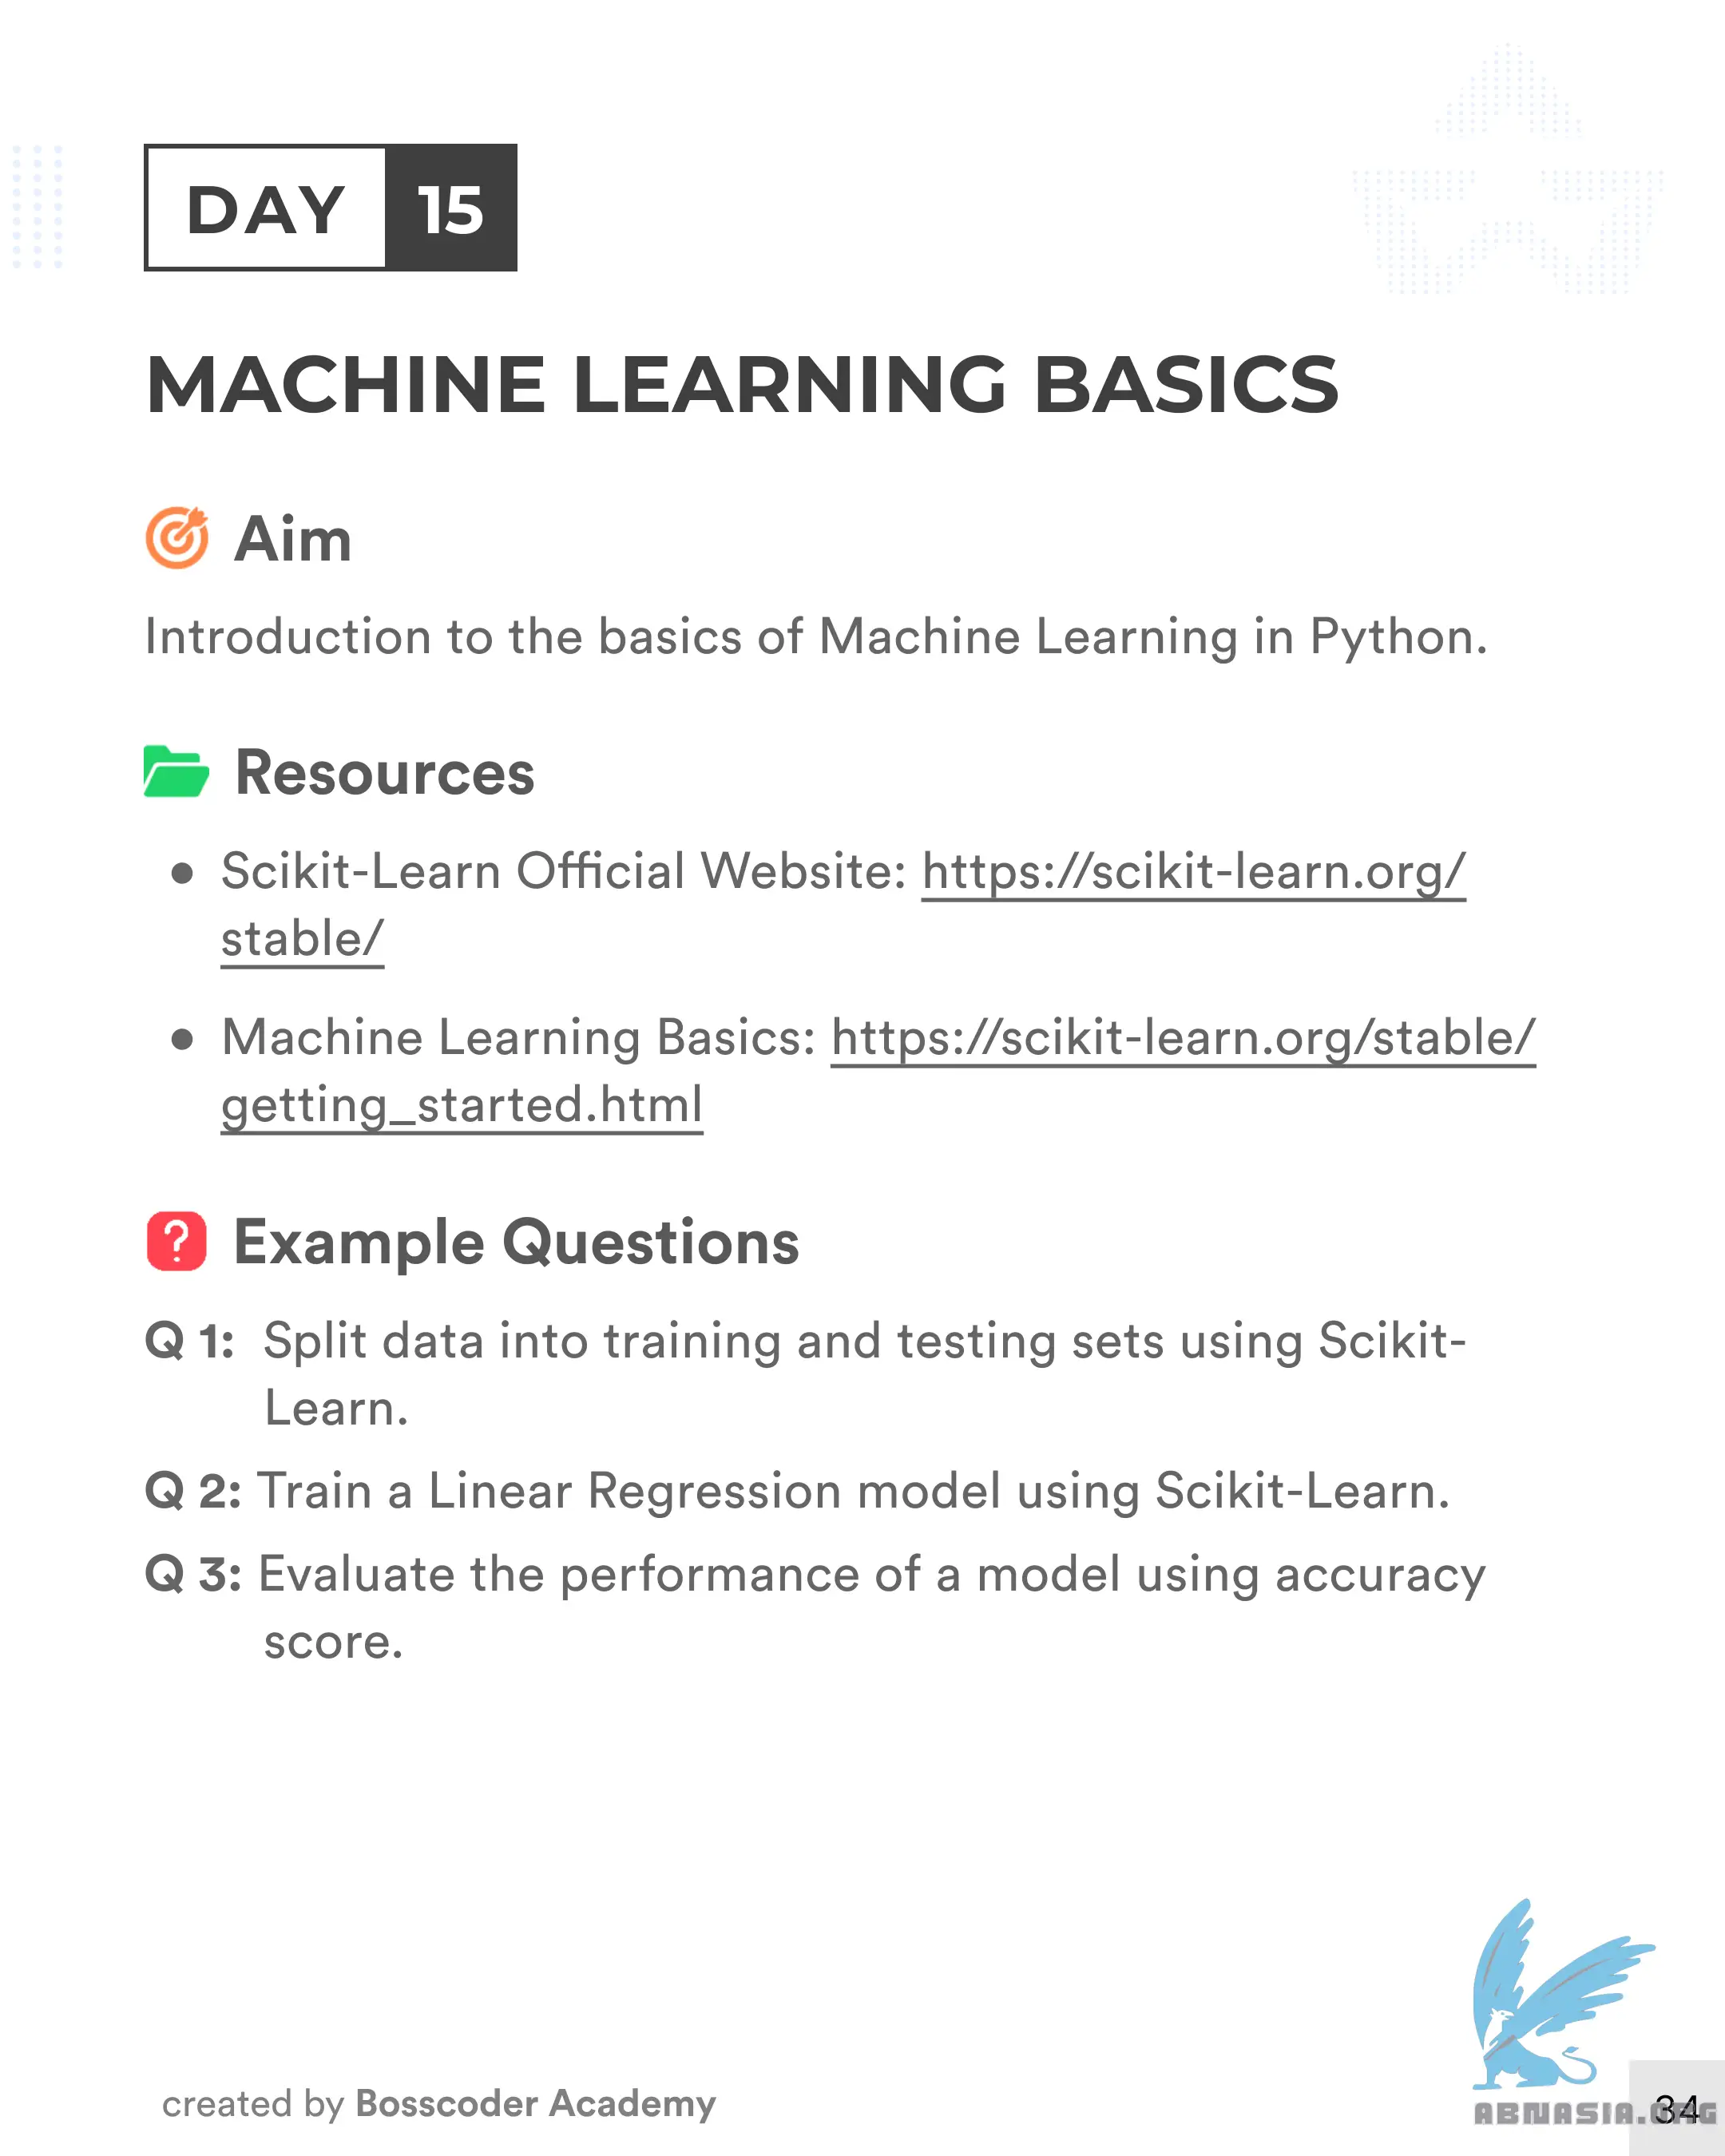 DAY 15
MACHINE LEARNING BASICS
Aim
Introduction to the basics of Machine Learning in Python.
Resources
● Scikit-Learn Official Website: https://scikit-learn.org/
stable/
● Machine Learning Basics: https://scikit-learn.org/stable/
getting_started.html
? Example Questions
Q 1: Split data into training and testing sets using Scikit-
Learn.
Q 2: Train a Linear Regression model using Scikit-Learn.
Q 3: Evaluate the performance of a model using accuracy
score.
created by Bosscoder Academy
ABNASIA.ORG
34